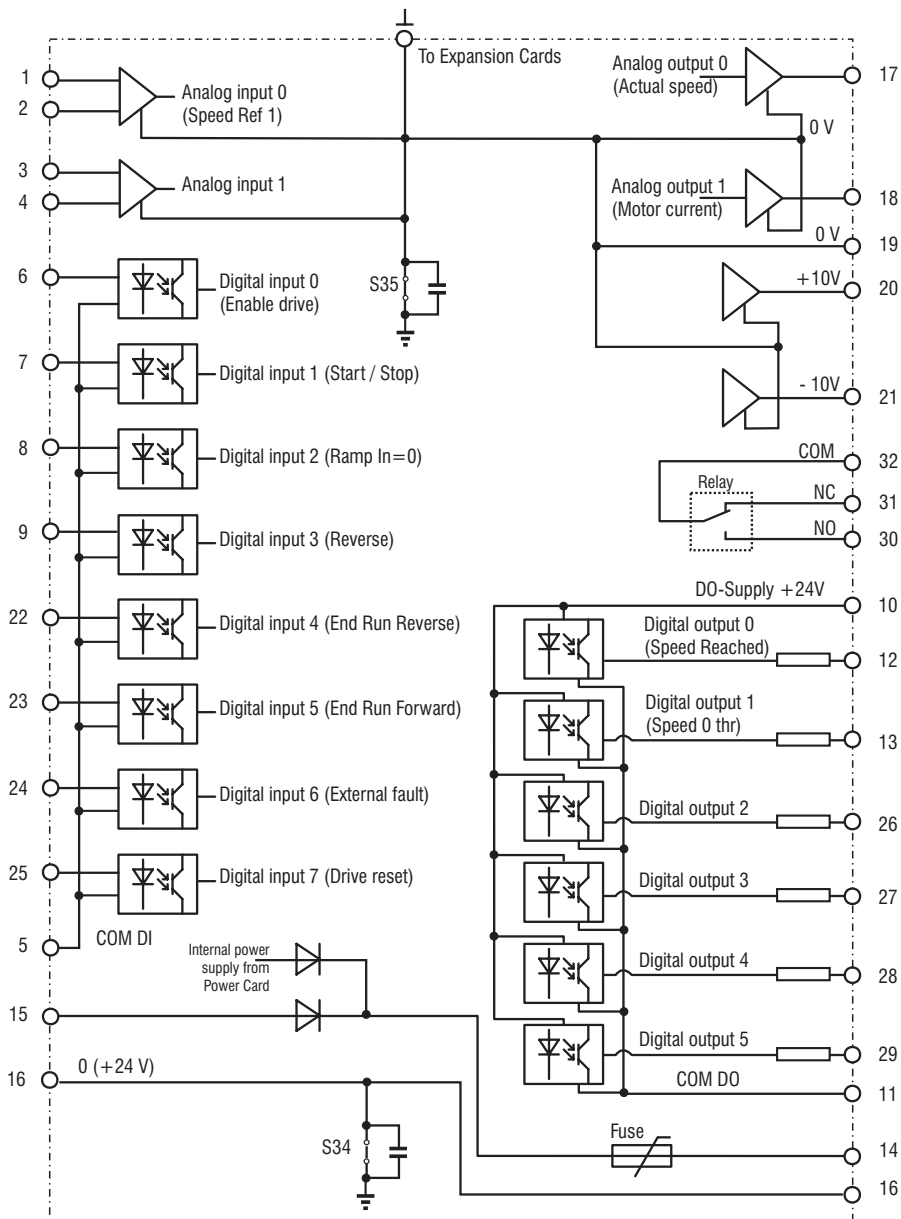 To Expansion Cards
1
2
Analog input 0
(Speed Ref 1)
3
4
Analog input 1
6
Digital input 0
(Enable drive)
S35
7
Digital input 1 (Start / Stop)
8
Digital input 2 (Ramp In=0)
9
Digital input 3 (Reverse)
22
Digital input 4 (End Run Reverse)
23
Digital input 5 (End Run Forward)
24
Digital input 6 (External fault)
25
Digital input 7 (Drive reset)
5
COM DI
Internal power
supply from
Power Card
15
16
0 (+24 V)
S34
Analog output 0
(Actual speed)
17
0 V
Analog output 1
(Motor current)
18
0 V
19
+10V
20
- 10V
21
COM
32
Relay
NC
31
NO
30
DO-Supply +24V
10
Digital output 0
(Speed Reached)
12
Digital output 1
(Speed 0 thr)
13
Digital output 2
26
Digital output 3
27
Digital output 4
28
Digital output 5
29
COM DO
11
Fuse
14
16